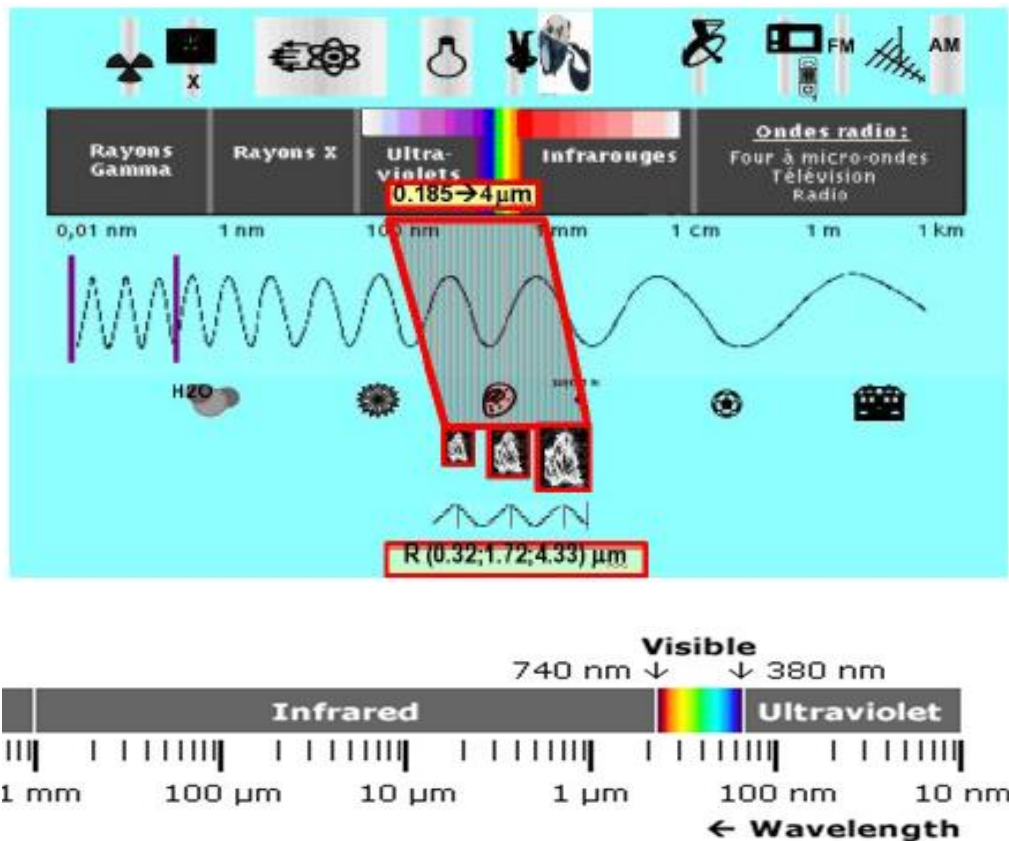 X
FM
AM
Rayons
Gamma
Rayons X
Ultra-
violets
Infrarouges
Ondes radio:
Four à micro-ondes
Télévision
Radio
0.185→4μm
0,01 nm 1 nm 100 nm mm 1 cm 1 m 1 km
H2O
R (0.32;1.72;4.33) μm
Visible
740 nm ↓ ↓ 380 nm
Infrared Ultraviolet
1 mm 100 μm 10 μm 1 μm 100 nm 10 nm
← Wavelength